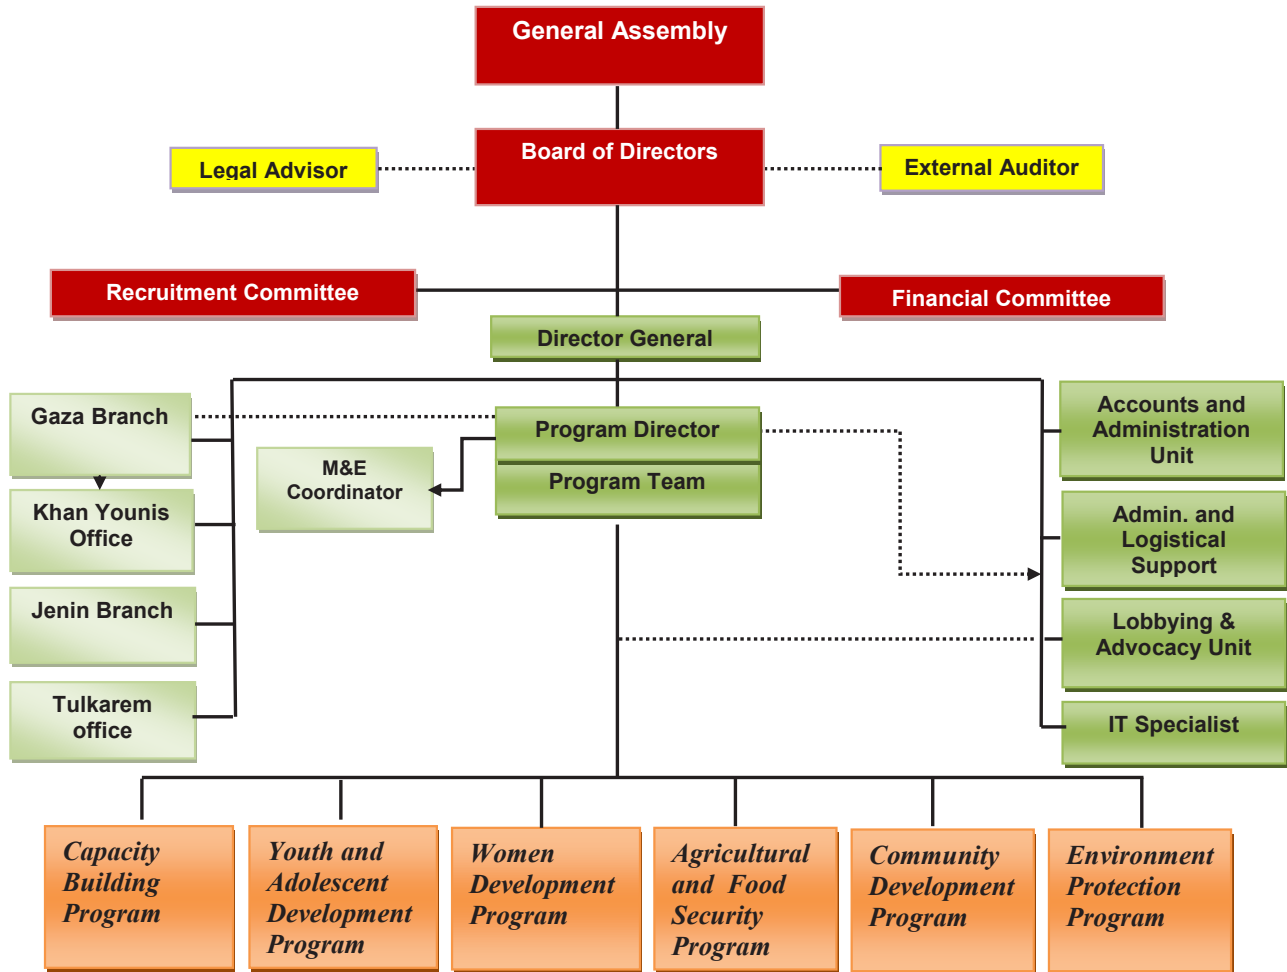 General Assembly
Board of Directors
Legal Advisor
External Auditor
Recruitment Committee
Financial Committee
Director General
Gaza Branch
Khan Younis
Office
Jenin Branch
Tulkarem
office
M&E
Coordinator
Program Director
Program Team
Accounts and
Administration
Unit
Admin. and
Logistical
Support
Lobbying &
Advocacy Unit
IT Specialist
Capacity
Building
Program
Youth and
Adolescent
Development
Program
Women
Development
Program
Agricultural
and Food
Security
Program
Community
Development
Program
Environment
Protection
Program